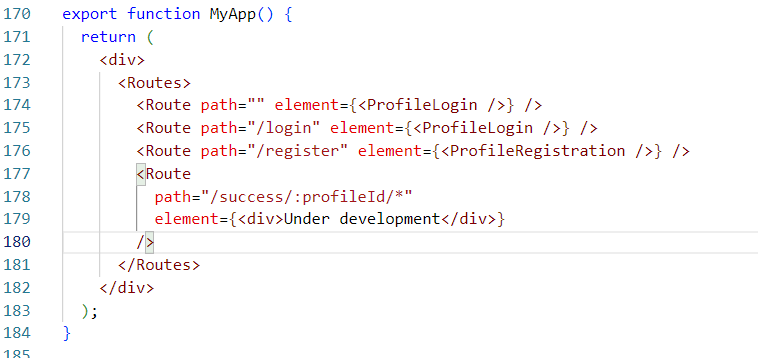 170 export function MyApp() {
171 return (
172 <div>
173 <Routes>
174 <Route path="" element={<ProfileLogin />} />
175 <Route path="/login" element={<ProfileLogin />} />
176 <Route path="/register" element={<ProfileRegistration />} />
177 <Route
178 path="/success/:profileId/*"
179 element={<div>Under development</div>}
180 />
181 </Routes>
182 </div>
183 );
184 }
185